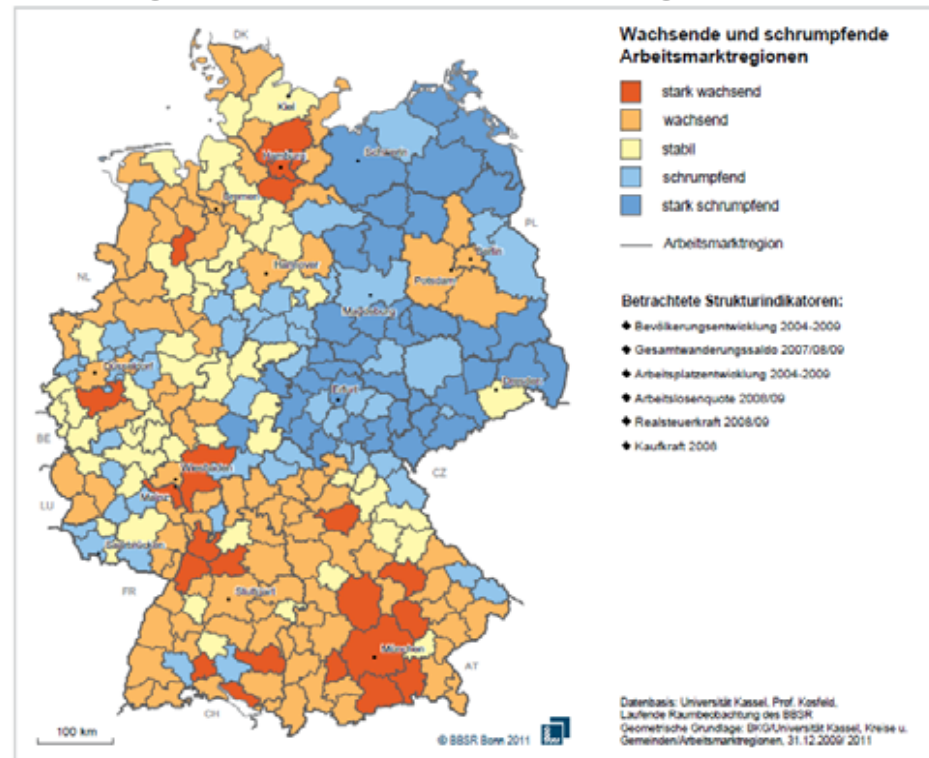 Wachsende und schrumpfende
Arbeitsmarktregionen
stark wachsend
wachsend
stabil
schrumpfend
stark schrumpfend
Arbeitsmarktregion
Betrachtete Strukturindikatoren:
Bevölkerungsentwicklung 2004-2009
Gesamtwanderungssaldo 2007/08/09
Arbeitsplatzentwicklung 2004-2009
Arbeitslosenquote 2008/09
Realsteuerkraft 2008/09
Kaufkraft 2008
DK
Kiel
Hamburg
Schwerin
Bremen
PL
Berlin
NL
Hannover
Potsdam
Magdeburg
Düsseldorf
Erfurt
Dresden
BE
Wiesbaden
CZ
LU
Mainz
Saarbrücken
FR
Stuttgart
München
AT
CH
100 km
© BBSR Bonn 2011
Datenbasis: Universität Kassel, Prof. Kosfeld,
Laufende Raumbeobachtung des BBSR
Geometrische Grundlage: BKG/Universität Kassel, Kreise u.
Gemeinden/Arbeitsmarktregionen, 31.12.2009/ 2011